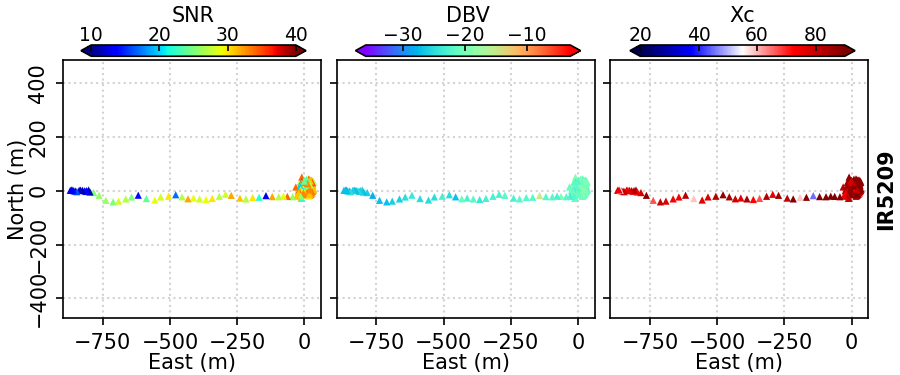 SNR DBV Xc
10 20 30 40 −30 −20 −10 20 40 60 80
400
200
0
−200
−400
North (m)
IR5209
−750 −500 −250 0 −750 −500 −250 0 −750 −500 −250 0
East (m) East (m) East (m)